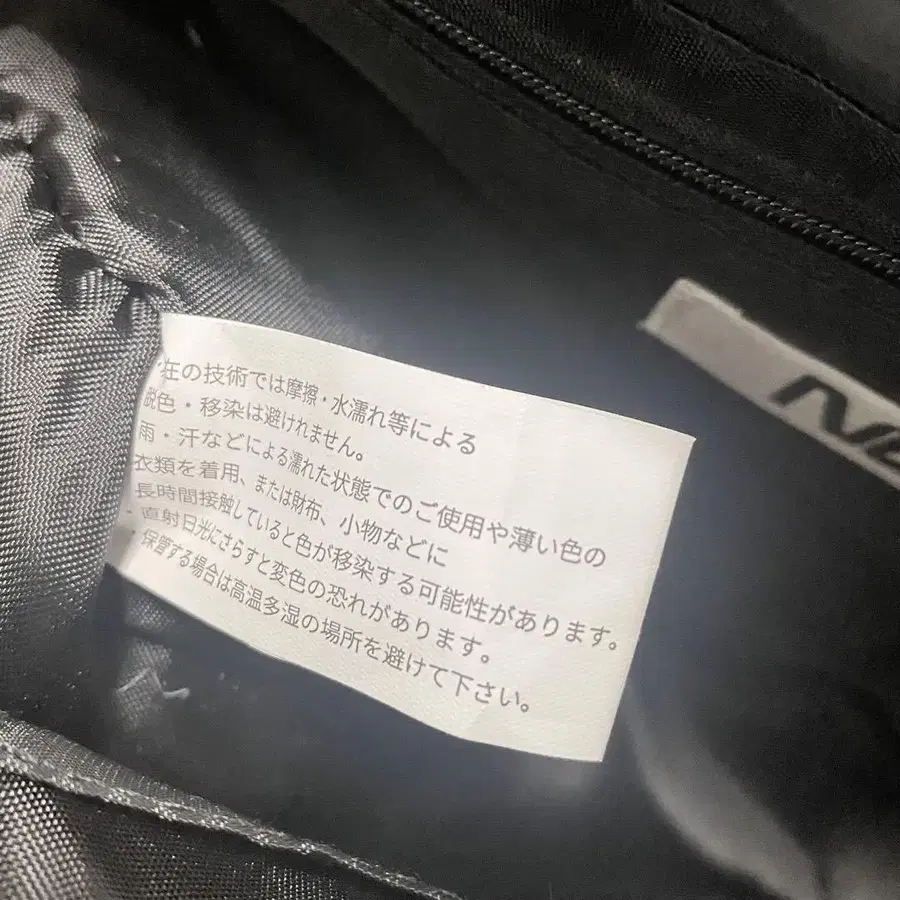 在の技術では摩擦・水濡れ等による
脱色・移染は避けれません。
雨・汗などによる濡れた状態でのご使用や薄い色の
衣類を着用、または財布、小物などに
長時間接触していると色が移染する可能性があります。
・直射日光にさらすと変色の恐れがあります。
・保管する場合は高温多湿の場所を避けて下さい。